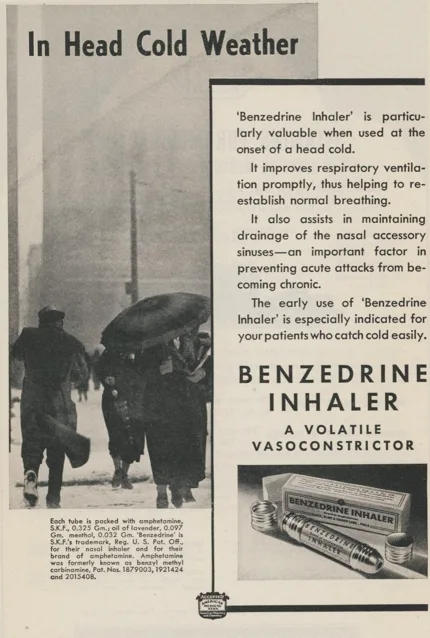 In Head Cold Weather
'Benzedrine Inhaler' is particu-
larly valuable when used at the
onset of a head cold.
It improves respiratory ventila-
tion promptly, thus helping to re-
establish normal breathing.
It also assists in maintaining
drainage of the nasal accessory
sinuses—an important factor in
preventing acute attacks from be-
coming chronic.
The early use of 'Benzedrine
Inhaler' is especially indicated for
your patients who catch cold easily.
BENZEDRINE
INHALER
A VOLATILE
VASOCONSTRICTOR
BENZEDRINE INHALER
BENZEDRINE
INHALER
Each tube is packed with amphetamine,
S.K.F., 0.325 Gm.; oil of lavender, 0.097
Gm. menthol, 0.032 Gm. 'Benzedrine' is
S.K.F.'s trademark, Reg. U. S. Pat. Off.,
for their nasal inhaler and for their
brand of amphetamine. Amphetamine
was formerly known as benzyl methyl
carbinamine, Pat. Nos. 1879003, 1921424
and 2015408.
ACCEPTED
AMERICAN
MEDICAL
ASSN